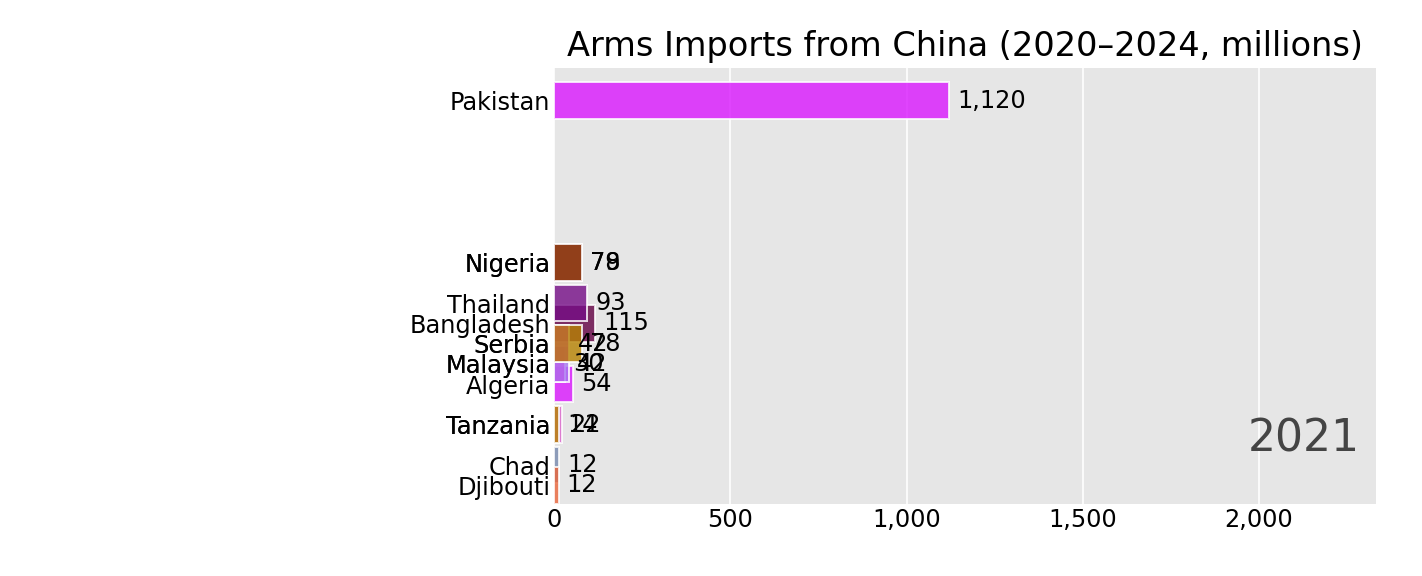 Arms Imports from China (2020–2024, millions)
Pakistan 1,120
Nigeria
Thailand 93
Bangladesh 115
Serbia
Malaysia
Algeria 54
Tanzania
Chad 12
Djibouti 12
2021
0 500 1,000 1,500 2,000